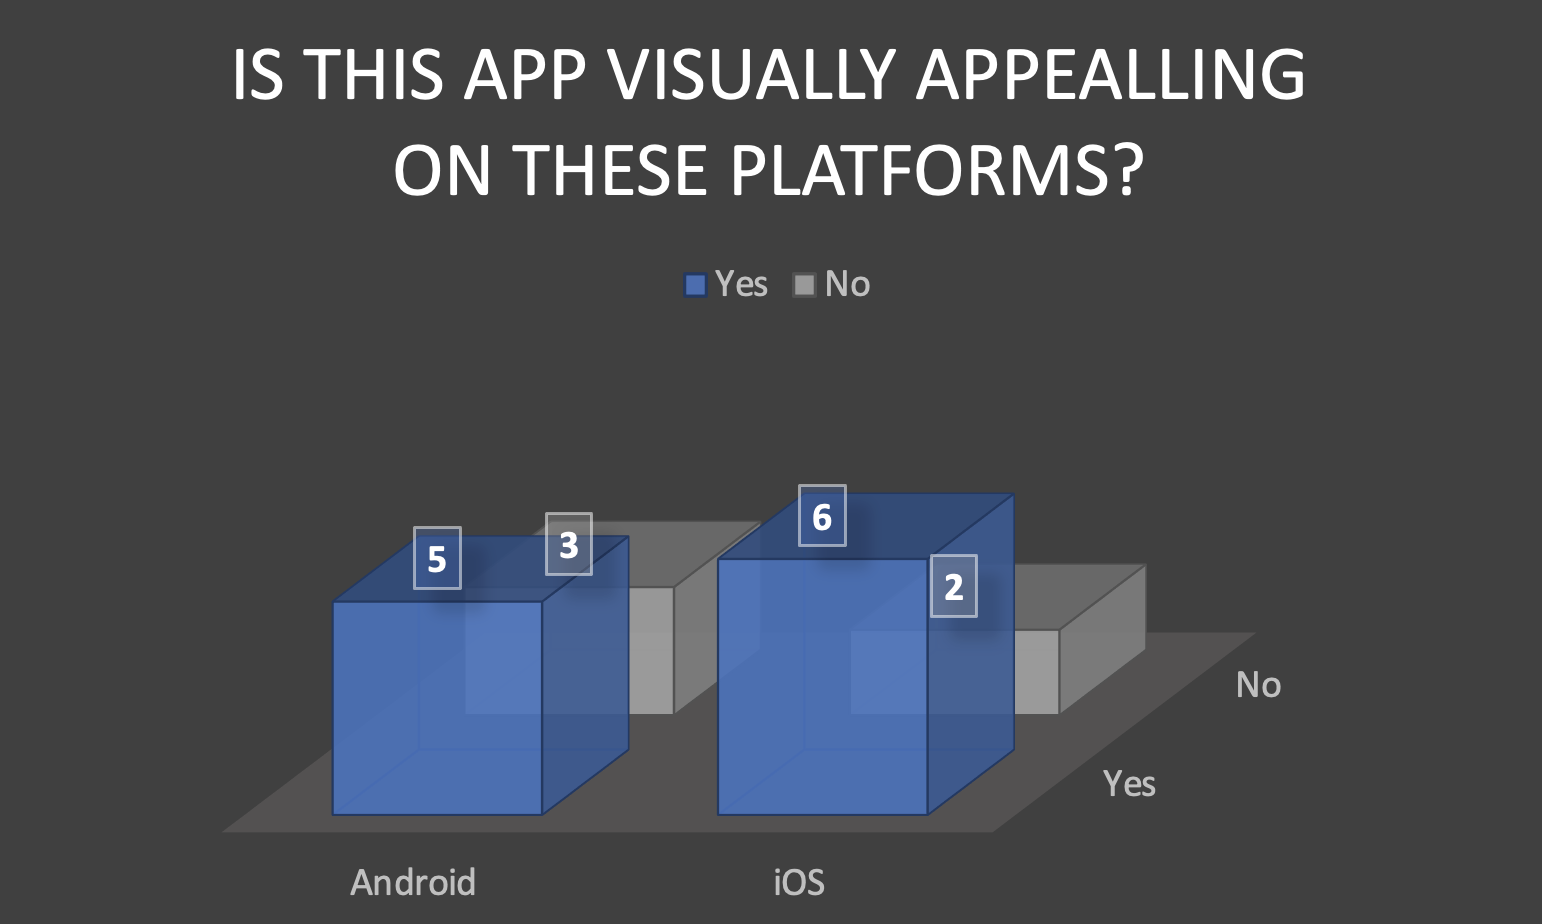 IS THIS APP VISUALLY APPEALLING
ON THESE PLATFORMS?
Yes No
5
3
6
2
No
Yes
Android iOS